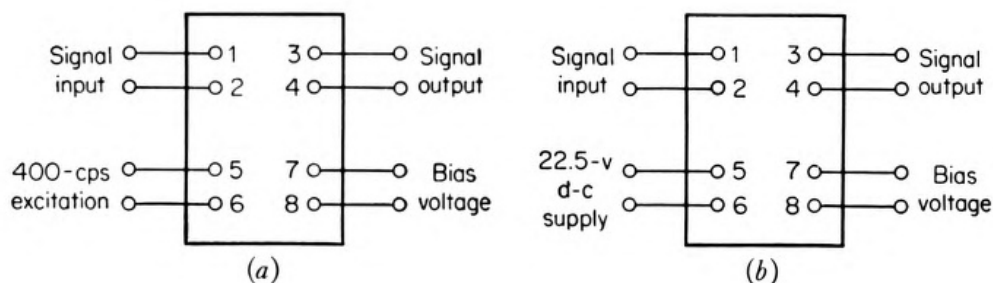 Signal input
1
2
3
4
Signal output
400-cps excitation
5
6
7
8
Bias voltage
(a)
Signal input
1
2
3
4
Signal output
22.5-v d-c supply
5
6
7
8
Bias voltage
(b)